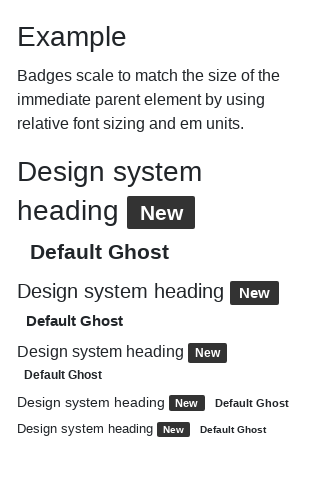 Example
Badges scale to match the size of the
immediate parent element by using
relative font sizing and em units.
Design system
heading New
Default Ghost
Design system heading New
Default Ghost
Design system heading New
Default Ghost
Design system heading New Default Ghost
Design system heading New Default Ghost